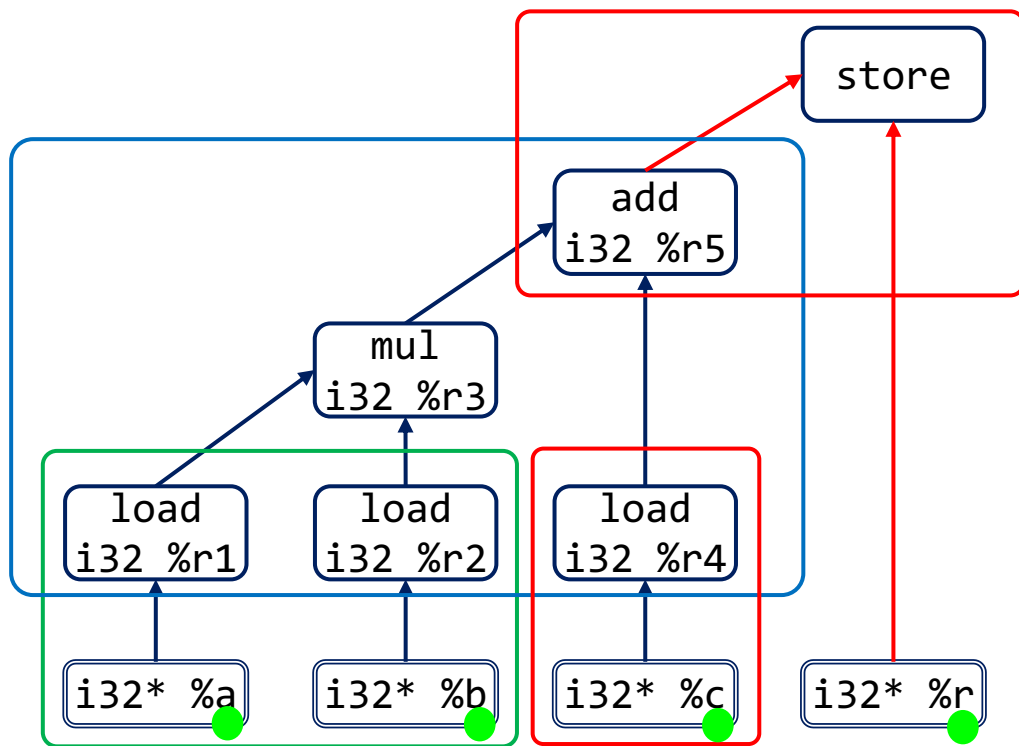 store
add
i32 %r5
mul
i32 %r3
load
i32 %r1
load
i32 %r2
load
i32 %r4
i32* %a
i32* %b
i32* %c
i32* %r